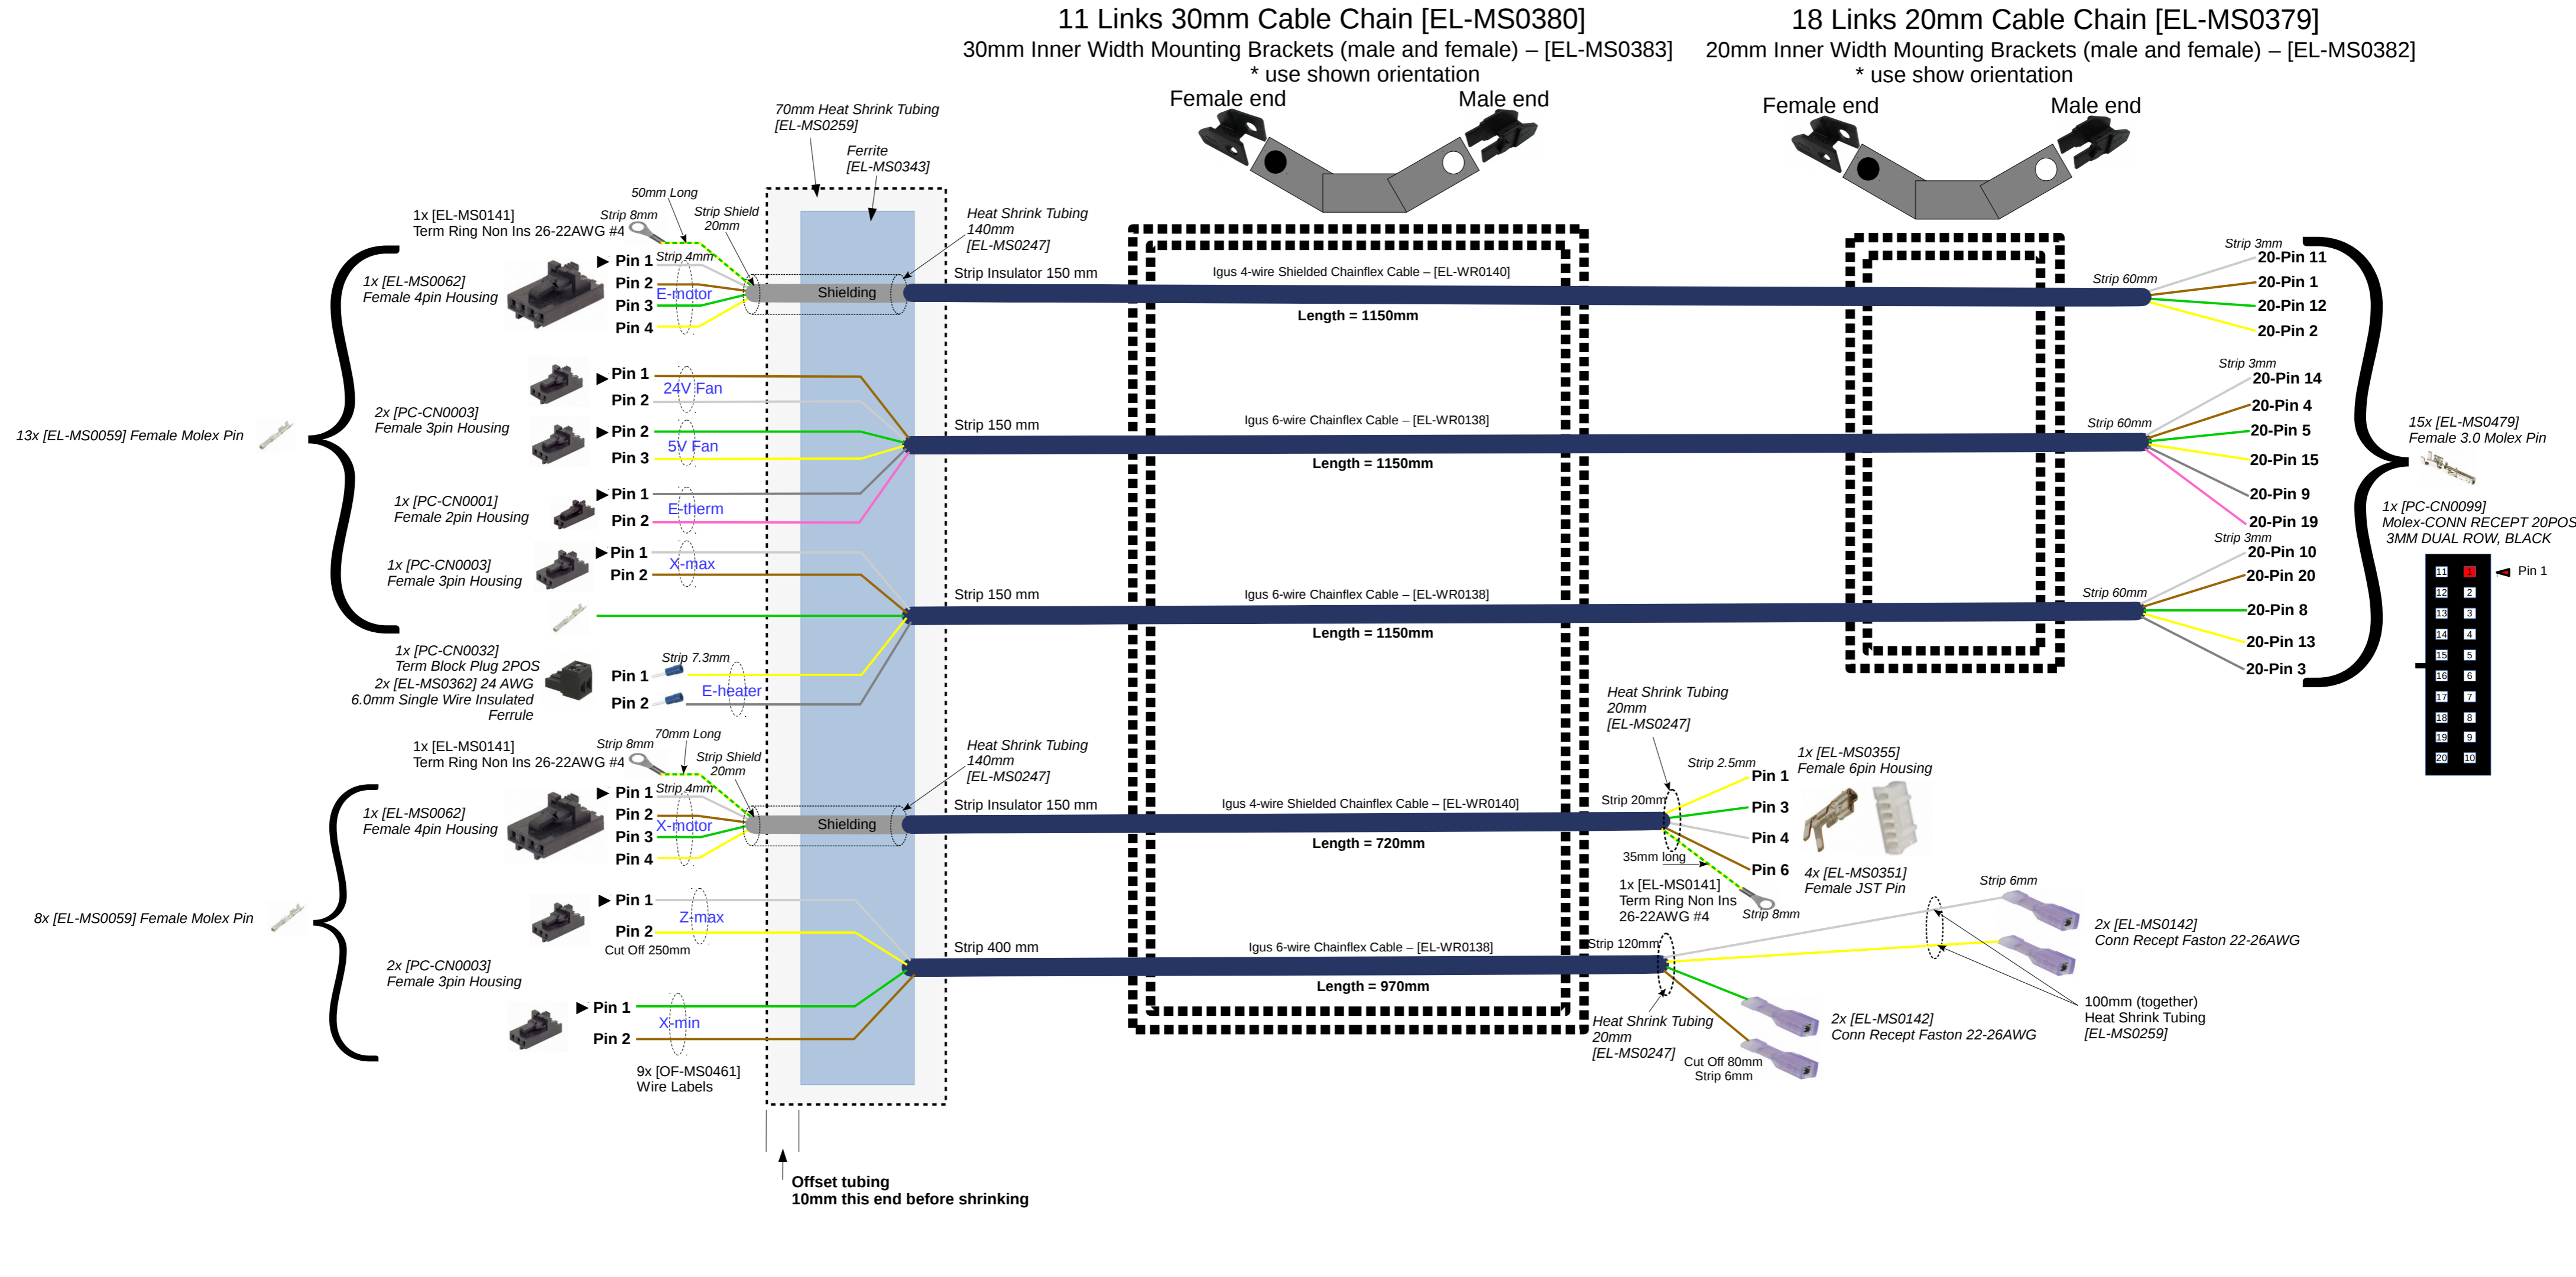 11 Links 30mm Cable Chain [EL-MS0380]
30mm Inner Width Mounting Brackets (male and female) – [EL-MS0383]
* use shown orientation
Female end
Male end
18 Links 20mm Cable Chain [EL-MS0379]
20mm Inner Width Mounting Brackets (male and female) – [EL-MS0382]
* use show orientation
Female end
Male end
70mm Heat Shrink Tubing
[EL-MS0259]
Ferrite
[EL-MS0343]
50mm Long
1x [EL-MS0141]
Term Ring Non Ins 26-22AWG #4
Strip 8mm
Strip Shield
20mm
Heat Shrink Tubing
140mm
[EL-MS0247]
1x [EL-MS0062]
Female 4pin Housing
Pin 1
Strip 4mm
Pin 2
E-motor
Pin 3
Pin 4
Shielding
Strip Insulator 150 mm
Igus 4-wire Shielded Chainflex Cable – [EL-WR0140]
Length = 1150mm
Strip 60mm
Strip 3mm
20-Pin 11
20-Pin 1
20-Pin 12
20-Pin 2
13x [EL-MS0059] Female Molex Pin
2x [PC-CN0003]
Female 3pin Housing
Pin 1
24V Fan
Pin 2
Pin 2
5V Fan
Pin 3
1x [PC-CN0001]
Female 2pin Housing
Pin 1
E-therm
Pin 2
Strip 150 mm
Igus 6-wire Chainflex Cable – [EL-WR0138]
Length = 1150mm
Strip 60mm
Strip 3mm
20-Pin 14
20-Pin 4
20-Pin 5
20-Pin 15
20-Pin 9
20-Pin 19
15x [EL-MS0479]
Female 3.0 Molex Pin
1x [PC-CN0099]
Molex-CONN RECEPT 20POS
3MM DUAL ROW, BLACK
1x [PC-CN0003]
Female 3pin Housing
Pin 1
X-max
Pin 2
1x [PC-CN0032]
Term Block Plug 2POS
2x [EL-MS0362] 24 AWG
6.0mm Single Wire Insulated
Ferrule
Strip 7.3mm
Pin 1
E-heater
Pin 2
Strip 150 mm
Igus 6-wire Chainflex Cable – [EL-WR0138]
Length = 1150mm
Strip 60mm
Strip 3mm
20-Pin 10
20-Pin 20
20-Pin 8
20-Pin 13
20-Pin 3
11 1 Pin 1
12 2
13 3
14 4
15 5
16 6
17 7
18 8
19 9
20 10
70mm Long
1x [EL-MS0141]
Term Ring Non Ins 26-22AWG #4
Strip 8mm
Strip Shield
20mm
Heat Shrink Tubing
140mm
[EL-MS0247]
1x [EL-MS0062]
Female 4pin Housing
Pin 1
Strip 4mm
Pin 2
X-motor
Pin 3
Pin 4
Shielding
Strip Insulator 150 mm
Igus 4-wire Shielded Chainflex Cable – [EL-WR0140]
Length = 720mm
Heat Shrink Tubing
20mm
[EL-MS0247]
Strip 20mm
Strip 2.5mm
Pin 1
Pin 3
Pin 4
Pin 6
1x [EL-MS0355]
Female 6pin Housing
4x [EL-MS0351]
Female JST Pin
35mm long
1x [EL-MS0141]
Term Ring Non Ins
26-22AWG #4
Strip 8mm
8x [EL-MS0059] Female Molex Pin
Pin 1
Z-max
Pin 2
Cut Off 250mm
2x [PC-CN0003]
Female 3pin Housing
Pin 1
X-min
Pin 2
9x [OF-MS0461]
Wire Labels
Strip 400 mm
Igus 6-wire Chainflex Cable – [EL-WR0138]
Length = 970mm
Strip 120mm
Strip 6mm
2x [EL-MS0142]
Conn Recept Faston 22-26AWG
100mm (together)
Heat Shrink Tubing
[EL-MS0259]
2x [EL-MS0142]
Conn Recept Faston 22-26AWG
Heat Shrink Tubing
20mm
[EL-MS0247]
Cut Off 80mm
Strip 6mm
Offset tubing
10mm this end before shrinking